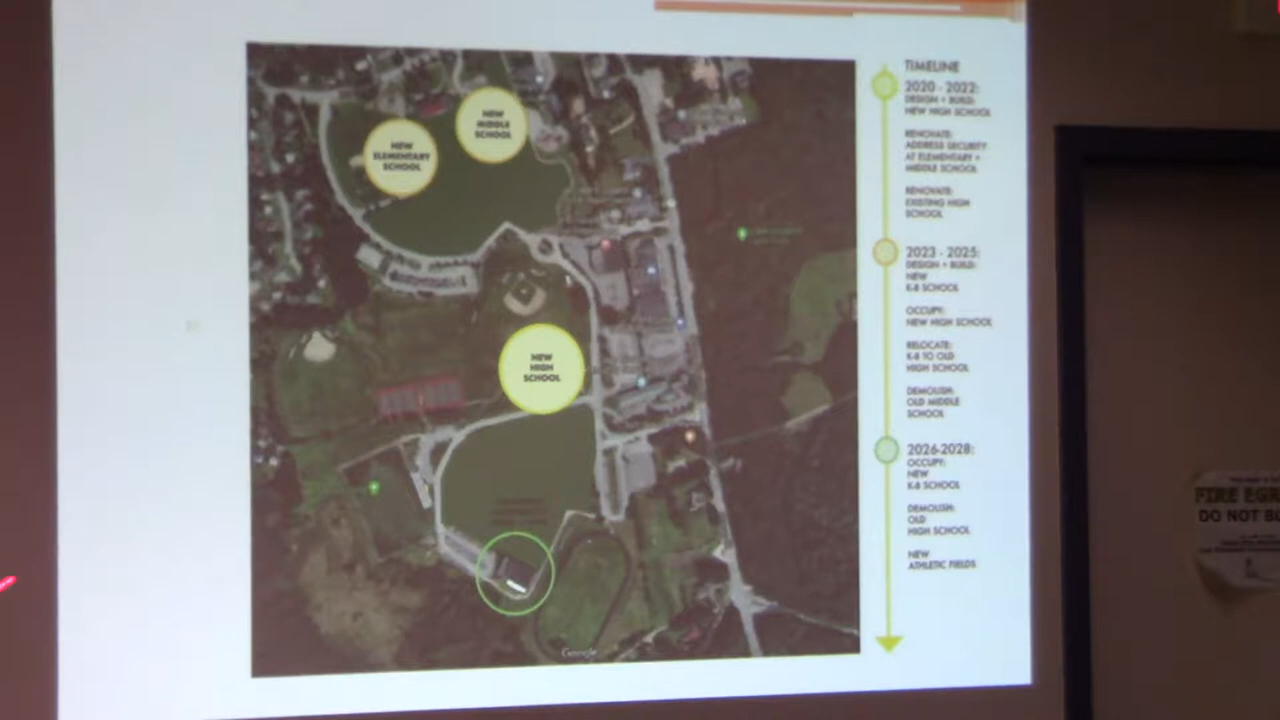 NEW
MIDDLE
SCHOOL
NEW
ELEMENTARY
SCHOOL
NEW
HIGH
SCHOOL
Google
TIMELINE
2020 - 2022:
DESIGN + BUILD:
NEW HIGH SCHOOL
RENOVATE:
ADDRESS SECURITY
AT ELEMENTARY +
MIDDLE SCHOOL
RENOVATE:
EXISTING HIGH
SCHOOL
2023 - 2025:
DESIGN + BUILD:
NEW
K-8 SCHOOL
OCCUPY:
NEW HIGH SCHOOL
RELOCATE:
K-8 TO OLD
HIGH SCHOOL
DEMOLISH:
OLD MIDDLE
SCHOOL
2026-2028:
OCCUPY:
NEW
K-8 SCHOOL
DEMOLISH:
OLD
HIGH SCHOOL
NEW
ATHLETIC FIELDS
FIRE EGR
DO NOT B